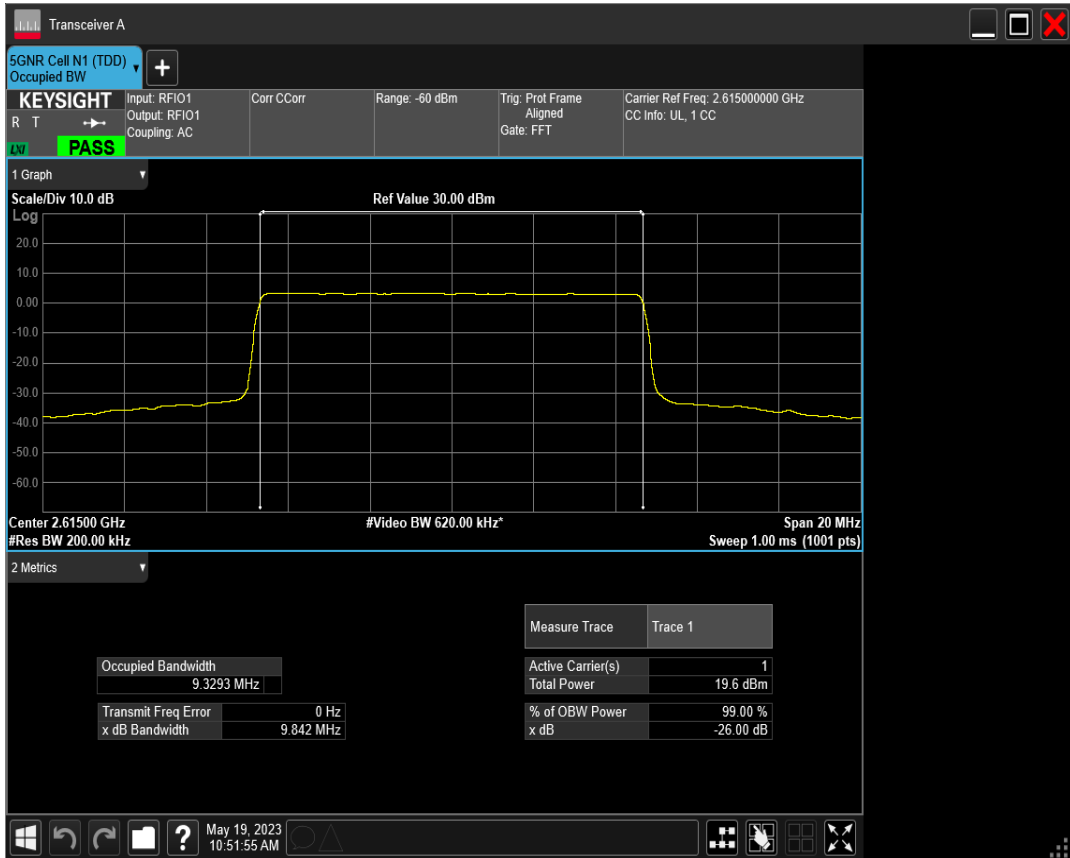 Transceiver A
5GNR Cell N1 (TDD)
Occupied BW
+
KEYSIGHT
R T
LXI
PASS
Input: RFIO1
Output: RFIO1
Coupling: AC
Corr CCorr
Range: -60 dBm
Trig: Prot Frame
Aligned
Gate: FFT
Carrier Ref Freq: 2.615000000 GHz
CC Info: UL, 1 CC
1 Graph
Scale/Div 10.0 dB
Ref Value 30.00 dBm
Log
20.0
10.0
0.00
-10.0
-20.0
-30.0
-40.0
-50.0
-60.0
Center 2.61500 GHz
#Video BW 620.00 kHz*
Span 20 MHz
#Res BW 200.00 kHz
Sweep 1.00 ms (1001 pts)
2 Metrics
Measure Trace Trace 1
Occupied Bandwidth
9.3293 MHz
Transmit Freq Error 0 Hz
x dB Bandwidth 9.842 MHz
Active Carrier(s) 1
Total Power 19.6 dBm
% of OBW Power 99.00 %
x dB -26.00 dB
?
May 19, 2023
10:51:55 AM